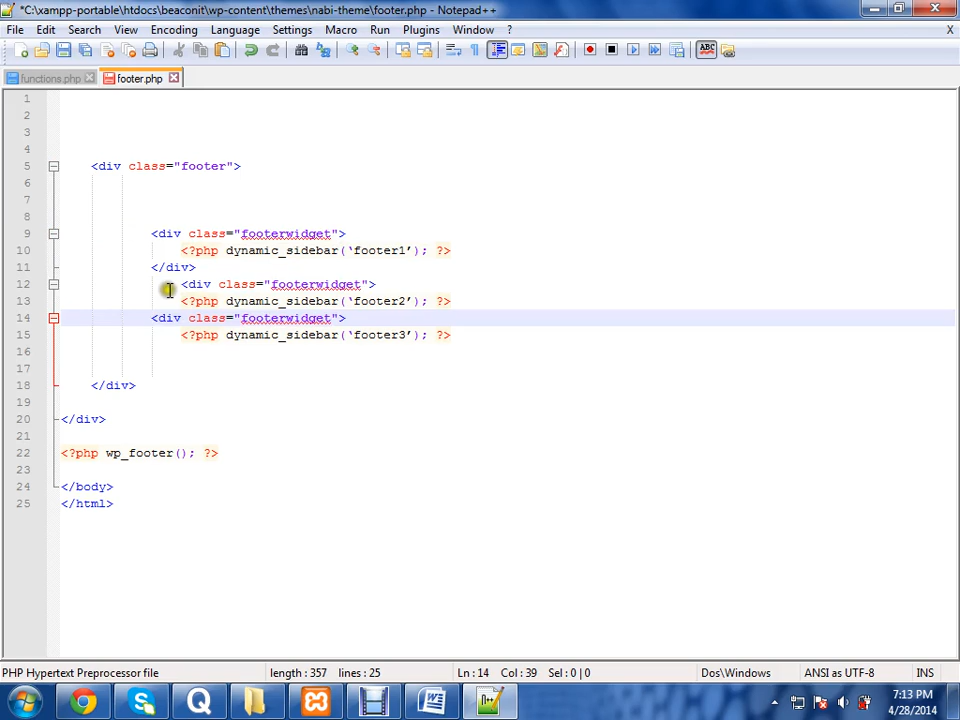 *C:\xampp-portable\htdocs\beaconit\wp-content\themes\nabi-theme\footer.php - Notepad++
File Edit Search View Encoding Language Settings Macro Run Plugins Window ? X
functions.php footer.php
1
2
3
4
5 <div class="footer">
6
7
8
9 <div class="footerwidget">
10 <?php dynamic_sidebar(‘footer1’); ?>
11 </div>
12 <div class="footerwidget">
13 <?php dynamic_sidebar(‘footer2’); ?>
14 <div class="footerwidget">
15 <?php dynamic_sidebar(‘footer3’); ?>
16
17
18 </div>
19
20 </div>
21
22 <?php wp_footer(); ?>
23
24 </body>
25 </html>
PHP Hypertext Preprocessor file length : 357 lines : 25 Ln : 14 Col : 39 Sel : 0 | 0 Dos\Windows ANSI as UTF-8 INS
7:13 PM
4/28/2014